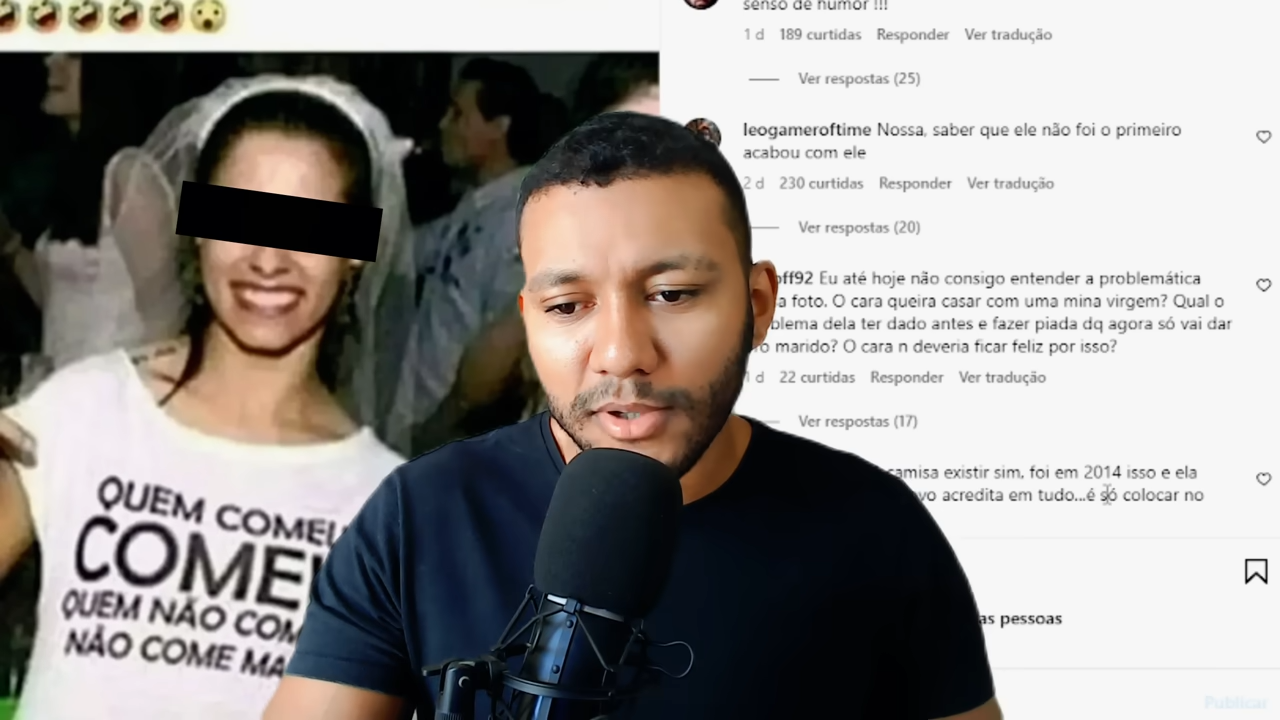 QUEM COMEU
COME
QUEM NÃO COM
NÃO COME MA
senso de humor !!!
1 d 189 curtidas Responder Ver tradução
Ver respostas (25)
leogameroftime Nossa, saber que ele não foi o primeiro
acabou com ele
2 d 230 curtidas Responder Ver tradução
Ver respostas (20)
off92 Eu até hoje não consigo entender a problemática
a foto. O cara queira casar com uma mina virgem? Qual o
blema dela ter dado antes e fazer piada dq agora só vai dar
o marido? O cara n deveria ficar feliz por isso?
1 d 22 curtidas Responder Ver tradução
Ver respostas (17)
camisa existir sim, foi em 2014 isso e ela
vo acredita em tudo...é só colocar no
as pessoas
Publicar